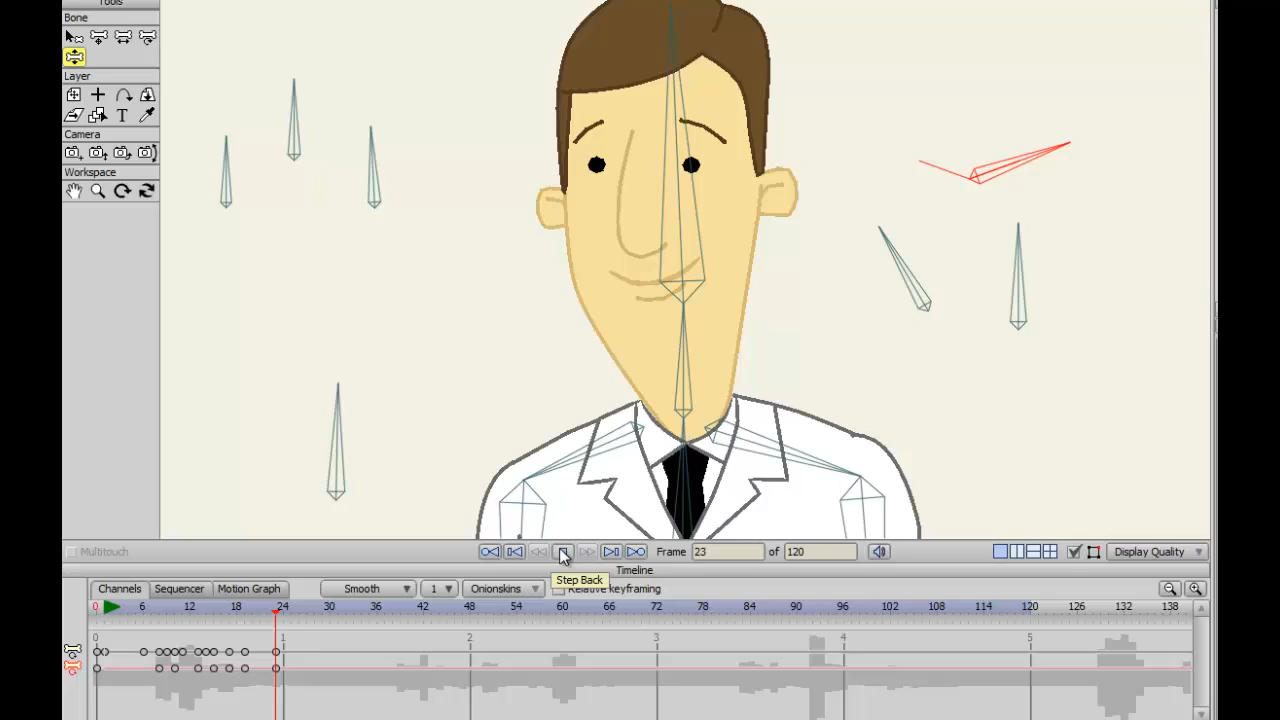 Tools
Bone
Layer
T
Camera
Workspace
Multitouch
Frame 23 of 120
Display Quality
Timeline
Step Back
Channels Sequencer Motion Graph Smooth 1 Onionskins Relative keyframing
0 6 12 18 24 30 36 42 48 54 60 66 72 78 84 90 96 102 108 114 120 126 132 138
0 1 2 3 4 5